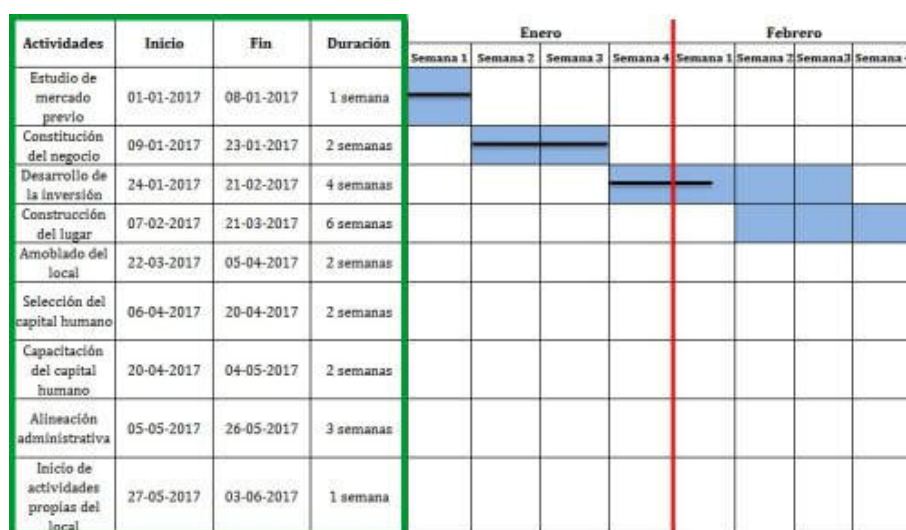 Actividades Inicio Fin Duración Enero Febrero
Semana 1 Semana 2 Semana 3 Semana 4 Semana 1 Semana 2 Semana3 Semana
Estudio de
mercado
previo
01-01-2017 08-01-2017 1 semana
Constitución
del negocio
09-01-2017 23-01-2017 2 semanas
Desarrollo de
la inversión
24-01-2017 21-02-2017 4 semanas
Construcción
del lugar
07-02-2017 21-03-2017 6 semanas
Amoblado del
local
22-03-2017 05-04-2017 2 semanas
Selección del
capital humano
06-04-2017 20-04-2017 2 semanas
Capacitación
del capital
humano
20-04-2017 04-05-2017 2 semanas
Alineación
administrativa
05-05-2017 26-05-2017 3 semanas
Inicio de
actividades
propias del
local
27-05-2017 03-06-2017 1 semana